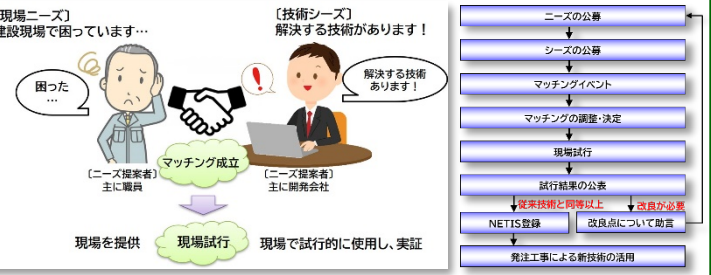 現場ニーズ〕
建設現場で困っています…
〔技術シーズ〕
解決する技術があります！
困った
…
解決する技術
あります！
マッチング成立
〔ニーズ提案者〕
主に職員
〔ニーズ提案者〕
主に開発会社
現場を提供
現場試行
現場で試行的に使用し、実証
ニーズの公募
シーズの公募
マッチングイベント
マッチングの調整・決定
現場試行
試行結果の公表
従来技術と同等以上
改良が必要
NETIS登録
改良点について助言
発注工事による新技術の活用